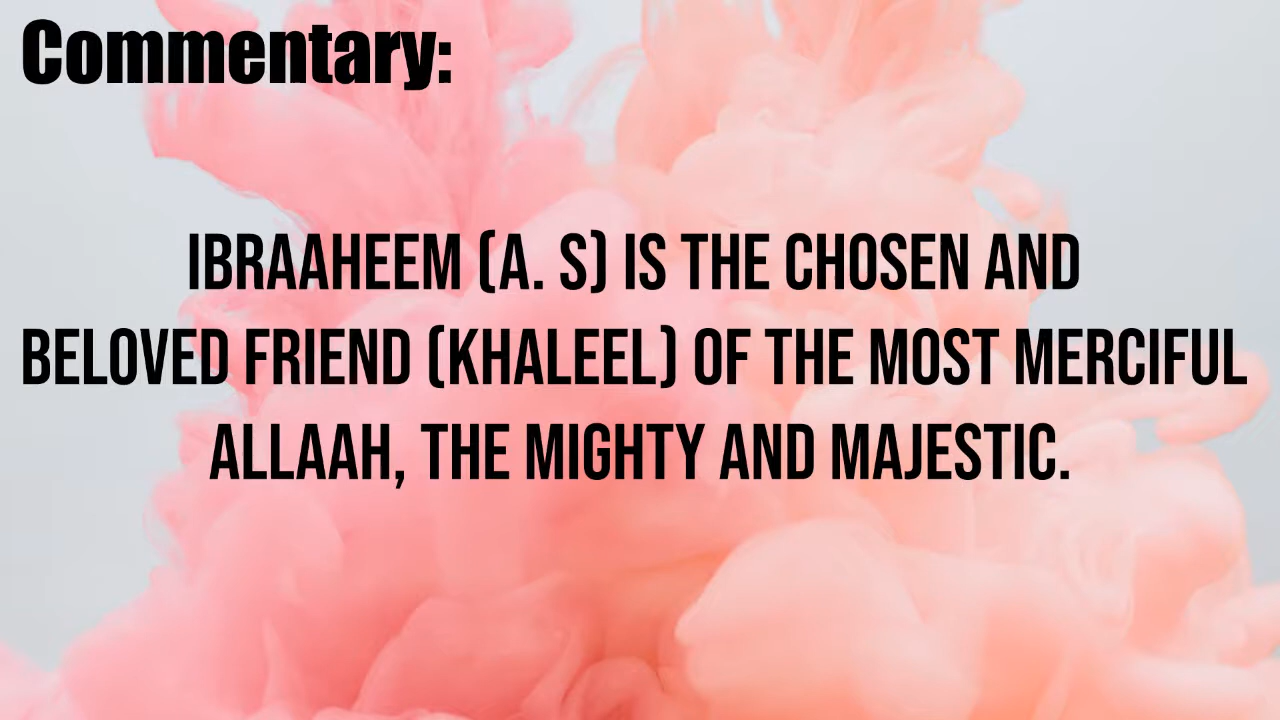 Commentary:
IBRAAHEEM (A. S) IS THE CHOSEN AND
BELOVED FRIEND (KHALEEL) OF THE MOST MERCIFUL
ALLAAH, THE MIGHTY AND MAJESTIC.